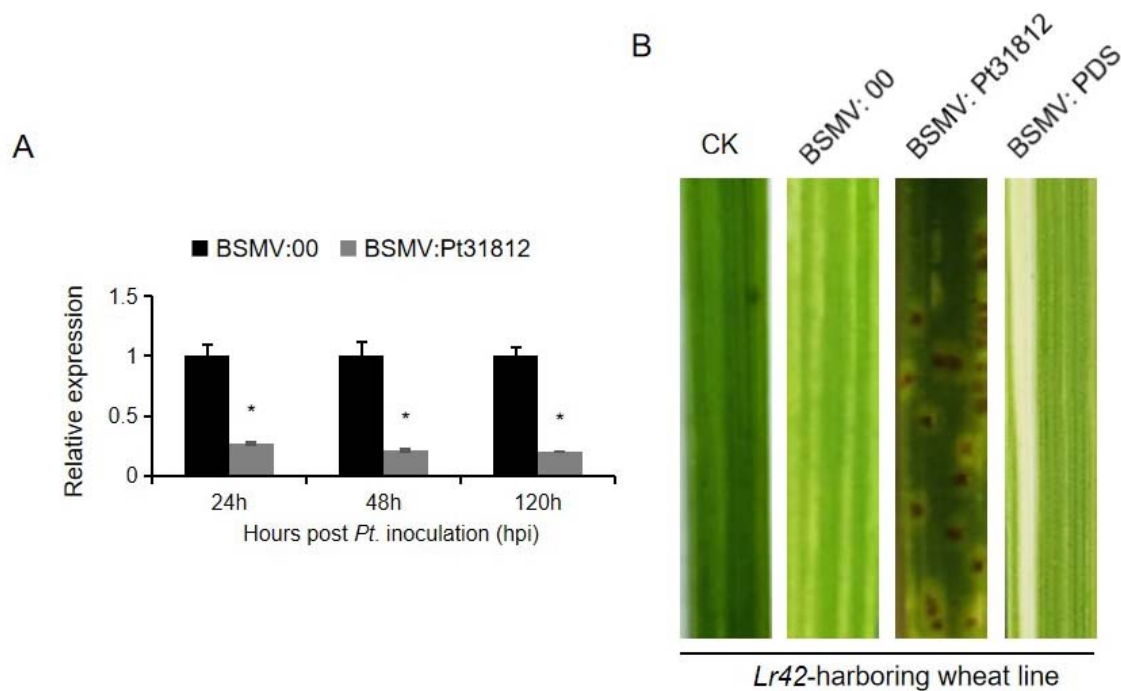 A
BSMV:00 BSMV:Pt31812
Relative expression
1.5
1
0.5
0
* * *
24h 48h 120h
Hours post Pt. inoculation (hpi)
B
CK BSMV: 00 BSMV: Pt31812 BSMV: PDS
Lr42-harboring wheat line